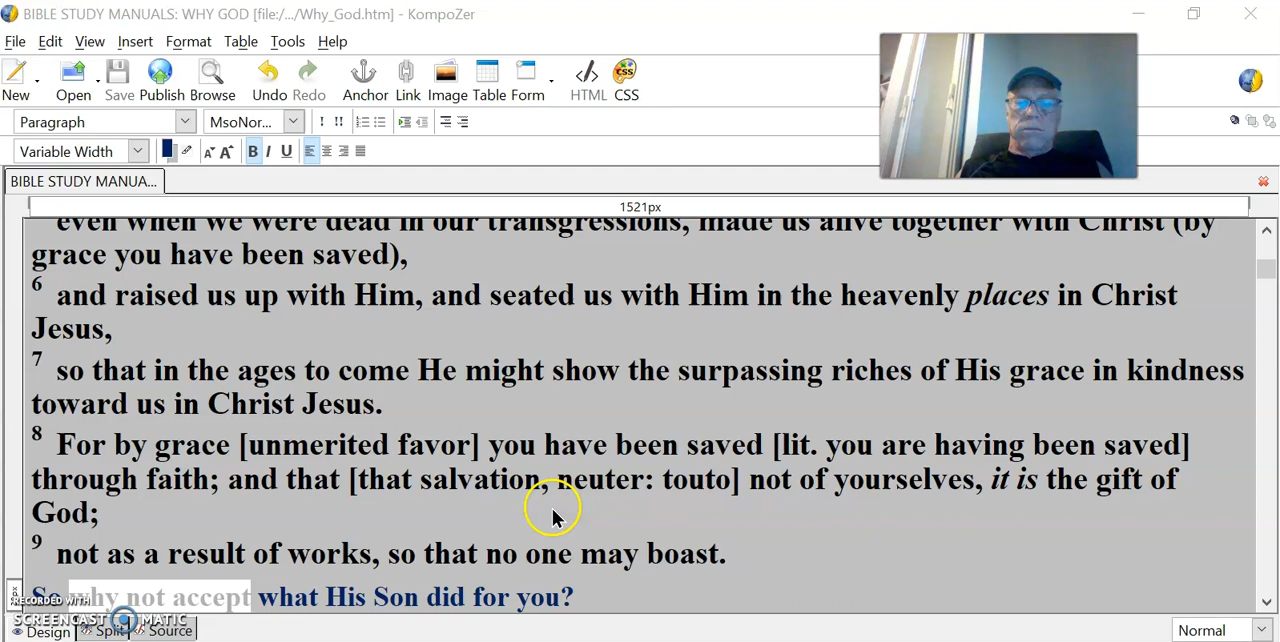 BIBLE STUDY MANUALS: WHY GOD [file:/.../Why_God.htm] - KompoZer
File Edit View Insert Format Table Tools Help
New Open Save Publish Browse Undo Redo Anchor Link Image Table Form HTML CSS
Paragraph MsoNor...
Variable Width B I U
BIBLE STUDY MANUA...
1521px
even when we were dead in our transgressions, made us alive together with Christ (by
grace you have been saved),
6 and raised us up with Him, and seated us with Him in the heavenly places in Christ
Jesus,
7 so that in the ages to come He might show the surpassing riches of His grace in kindness
toward us in Christ Jesus.
8 For by grace [unmerited favor] you have been saved [lit. you are having been saved]
through faith; and that [that salvation, neuter: touto] not of yourselves, it is the gift of
God;
9 not as a result of works, so that no one may boast.
So why not accept what His Son did for you?
RECORDED WITH
SCREENCAST MATIC
Design Split Source
Normal